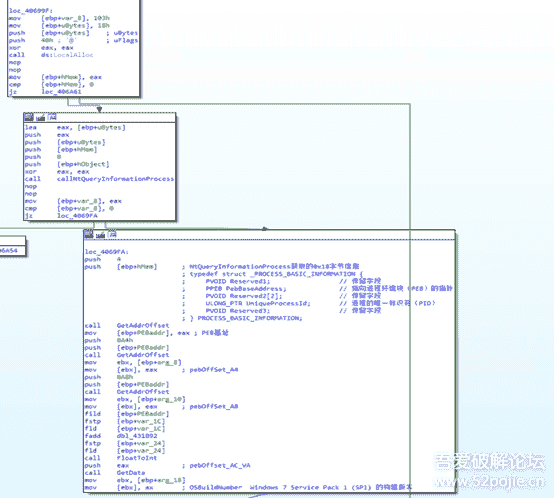 loc_40699F:
mov [ebp+var_8], 103h
mov [ebp+uBytes], 18h
push [ebp+uBytes] ; uBytes
push 40h ; '@' ; uFlags
xor eax, eax
call ds:LocalAlloc
nop
nop
mov [ebp+hMem], eax
cmp [ebp+hMem], 0
jz loc_406A61
lea eax, [ebp+uBytes]
push eax
push [ebp+uBytes]
push [ebp+hMem]
push 0
push [ebp+hObject]
xor eax, eax
call callNtQueryInformationProcess
nop
nop
mov [ebp+var_8], eax
cmp [ebp+var_8], 0
jz loc_4069FA
06A54
loc_4069FA:
push 4
push [ebp+hMem] ; NtQueryInformationProcess获取的0x18字节信息
; typedef struct _PROCESS_BASIC_INFORMATION {
; PVOID Reserved1; // 保留字段
; PPEB PebBaseAddress; // 指向进程环境块(PEB)的指针
; PVOID Reserved2[2]; // 保留字段
; ULONG_PTR UniqueProcessId; // 进程的唯一标识符(PID)
; PVOID Reserved3; // 保留字段
; } PROCESS_BASIC_INFORMATION;
call GetAddrOffset
mov [ebp+PEBaddr], eax ; PEB基址
push 0A4h
push [ebp+PEBaddr]
call GetAddrOffset
mov ebx, [ebp+arg_8]
mov [ebx], eax ; pebOffSet_A4
push 0A8h
push [ebp+PEBaddr]
call GetAddrOffset
mov ebx, [ebp+arg_10]
mov [ebx], eax ; pebOffset_A8
fild [ebp+PEBaddr]
fstp [ebp+var_1C]
fld [ebp+var_1C]
fadd dbl_431092
fstp [ebp+var_24]
fld [ebp+var_24]
call FloatToInt
push eax ; pebOffset_AC_VA
call GetData
mov ebx, [ebp+arg_18]
mov [ebx], ax ; OSBuildNumber Windows 7 Service Pack 1 (SP1) 的构建版本
吾爱破解论坛
www.52pojie.cn